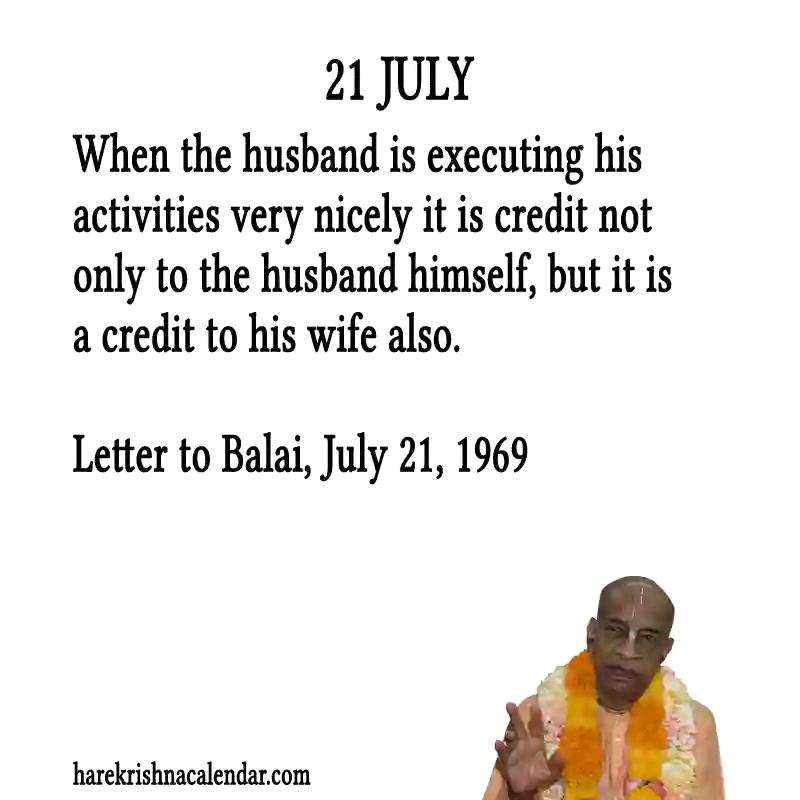 21 JULY
When the husband is executing his
activities very nicely it is credit not
only to the husband himself, but it is
a credit to his wife also.
Letter to Balai, July 21, 1969
harekrishnacalendar.com